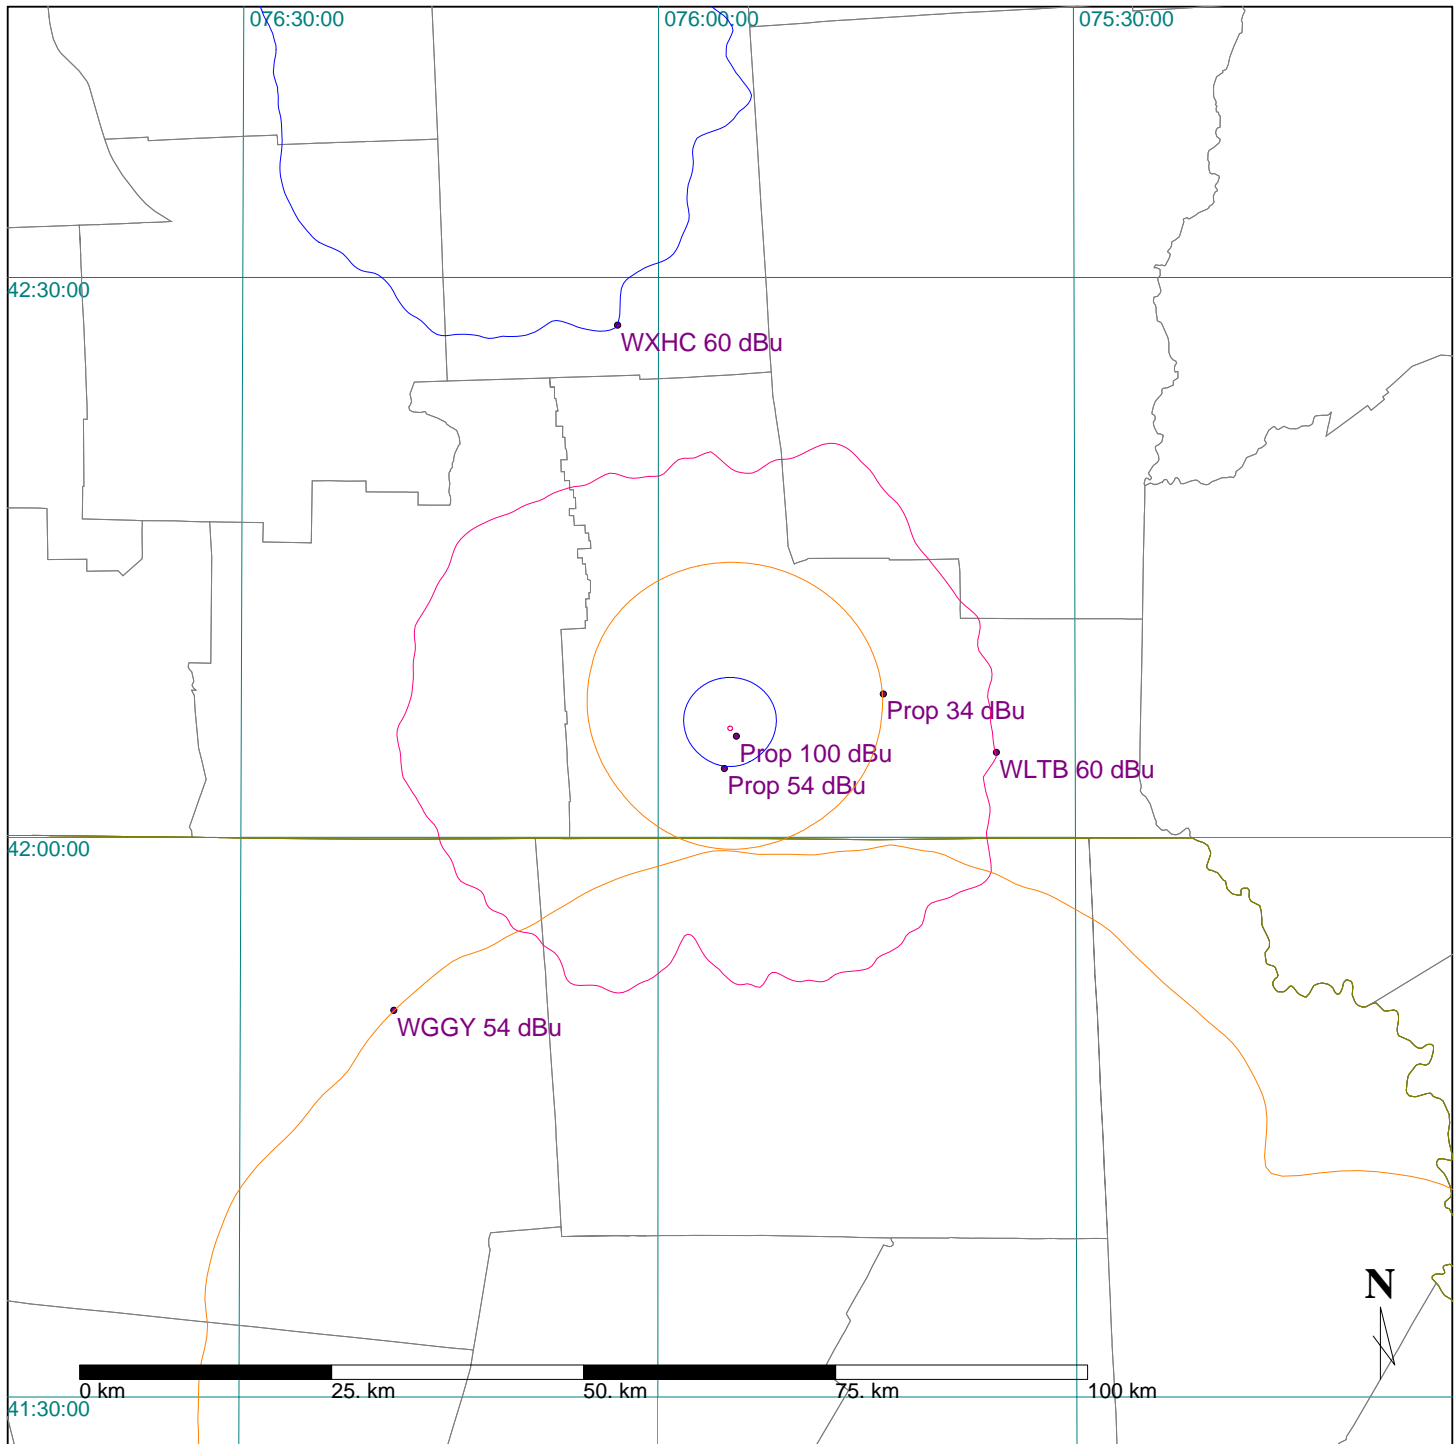 076:30:00
076:00:00
075:30:00
42:30:00
WXHC 60 dBu
Prop 34 dBu
Prop 100 dBu
WLTB 60 dBu
Prop 54 dBu
42:00:00
WGGY 54 dBu
N
0 km
25. km
50. km
75. km
100 km
41:30:00